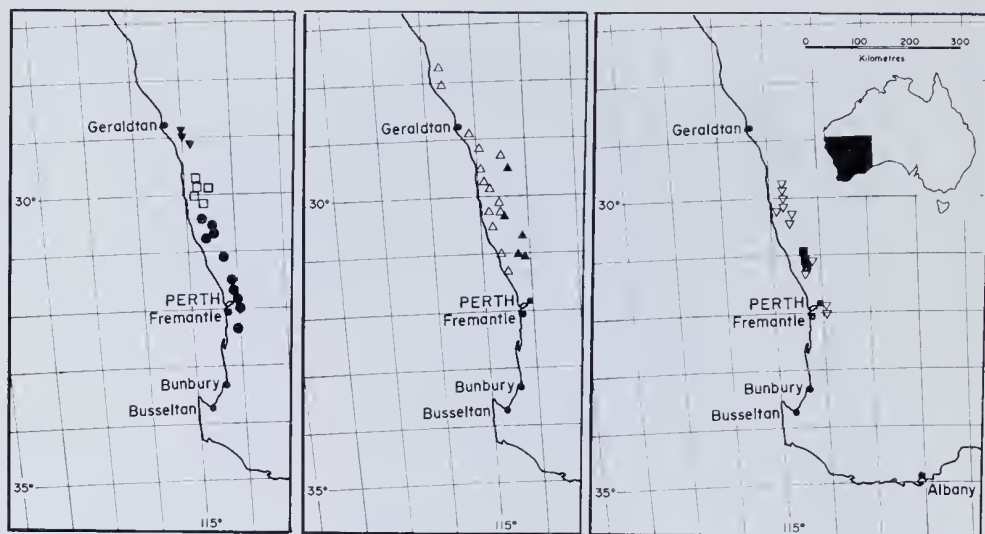 Geraldtan
30°
PERTH
Fremantle
Bunbury
Busseltan
35°
115°
Geraldtan
30°
PERTH
Fremantle
Bunbury
Busseltan
35°
115°
0 100 200 300
Kilometres
Geraldtan
30°
PERTH
Fremantle
Bunbury
Busseltan
35°
115°
Albany